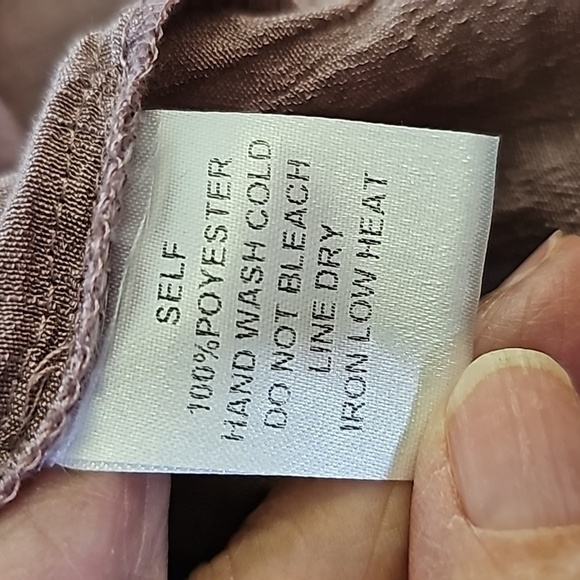 SELF
100%POYESTER
HAND WASH COLD
DO NOT BLEACH
LINE DRY
IRON LOW HEAT